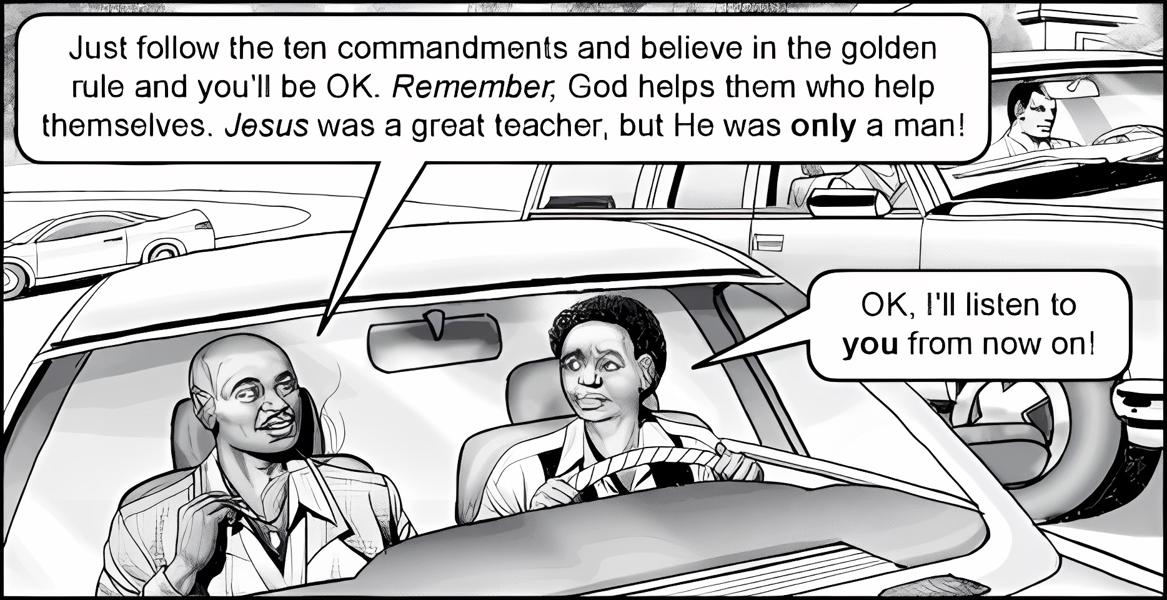 Just follow the ten commandments and believe in the golden
rule and you'll be OK. Remember, God helps them who help
themselves. Jesus was a great teacher, but He was only a man!
OK, I'll listen to
you from now on!